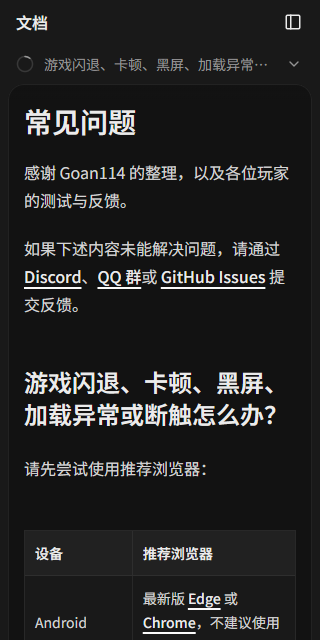 文档
游戏闪退、卡顿、黑屏、加载异常…
常见问题
感谢 Goan114 的整理，以及各位玩家
的测试与反馈。
如果下述内容未能解决问题，请通过
Discord、QQ 群或 GitHub Issues 提
交反馈。
游戏闪退、卡顿、黑屏、
加载异常或断触怎么办？
请先尝试使用推荐浏览器：
设备 推荐浏览器
最新版 Edge 或
Android Chrome，不建议使用